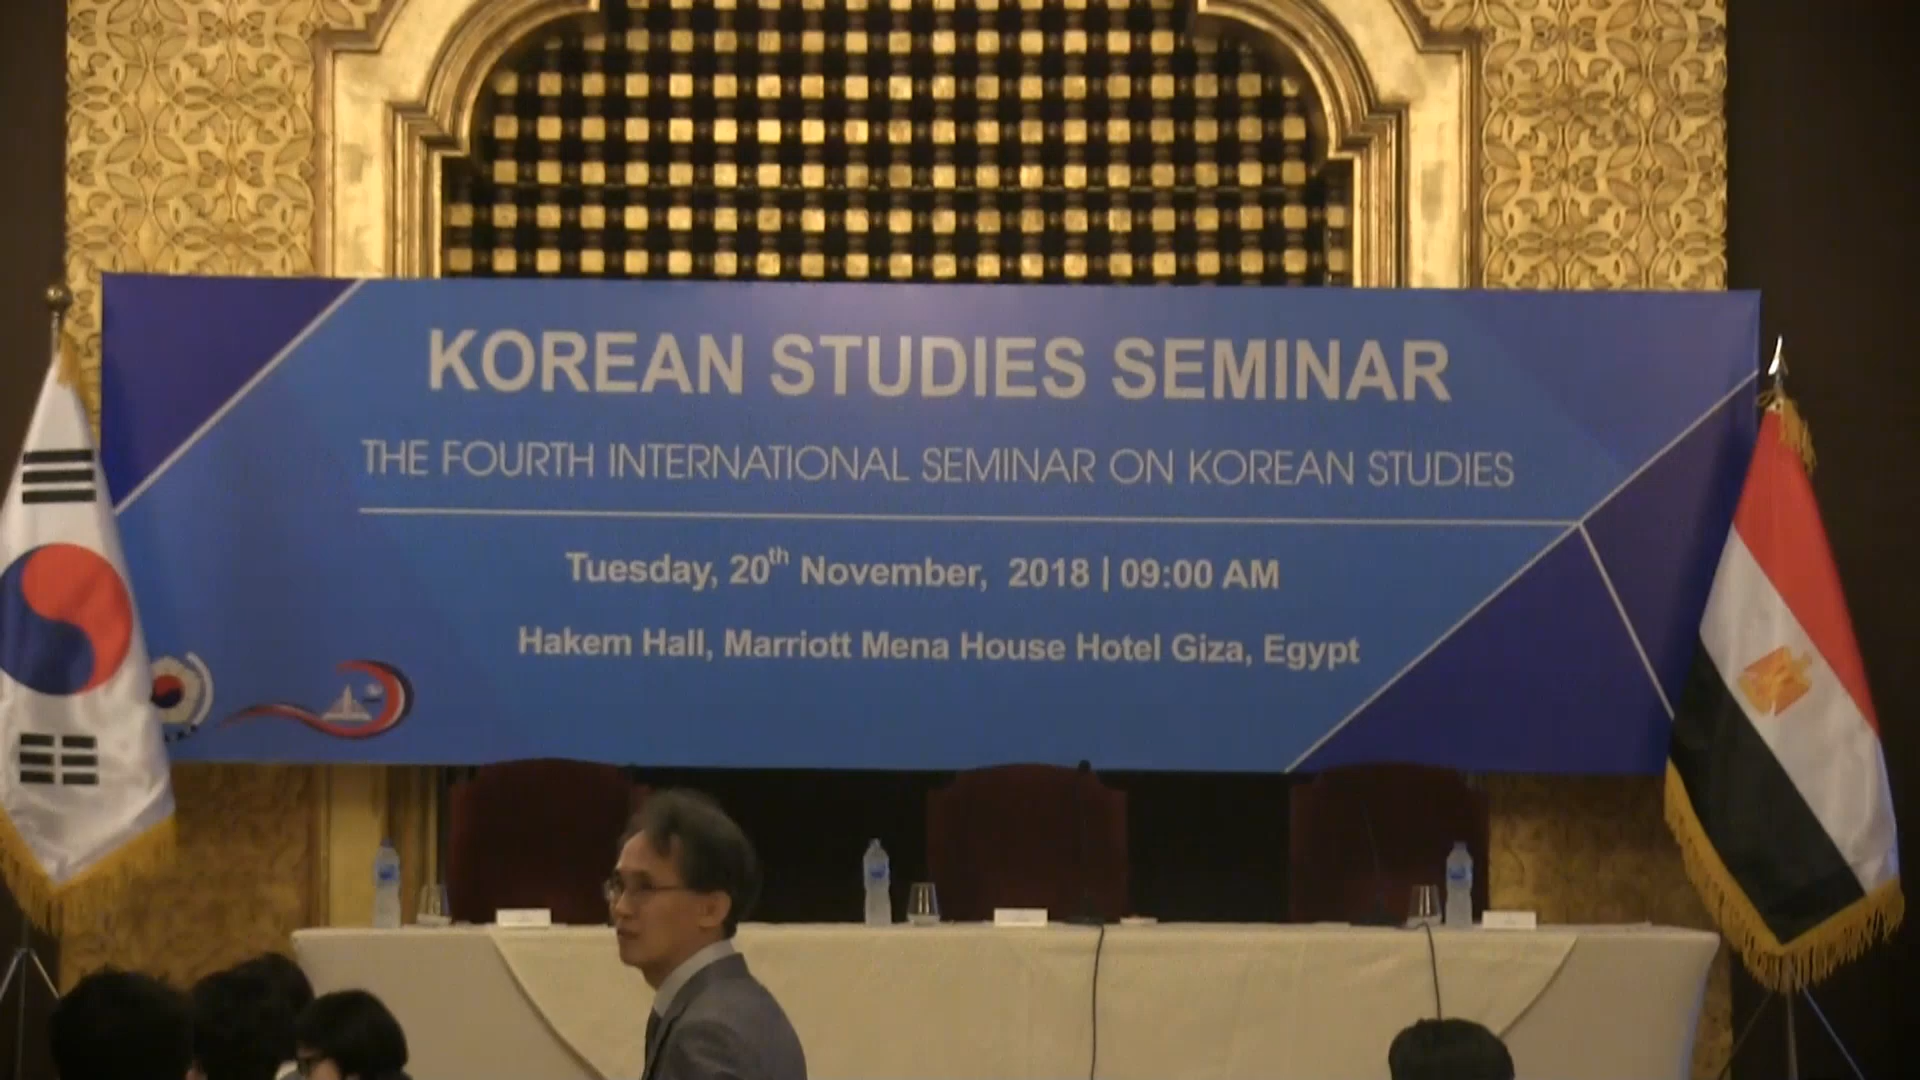 KOREAN STUDIES SEMINAR
THE FOURTH INTERNATIONAL SEMINAR ON KOREAN STUDIES
Tuesday, 20th November, 2018 | 09:00 AM
Hakem Hall, Marriott Mena House Hotel Giza, Egypt